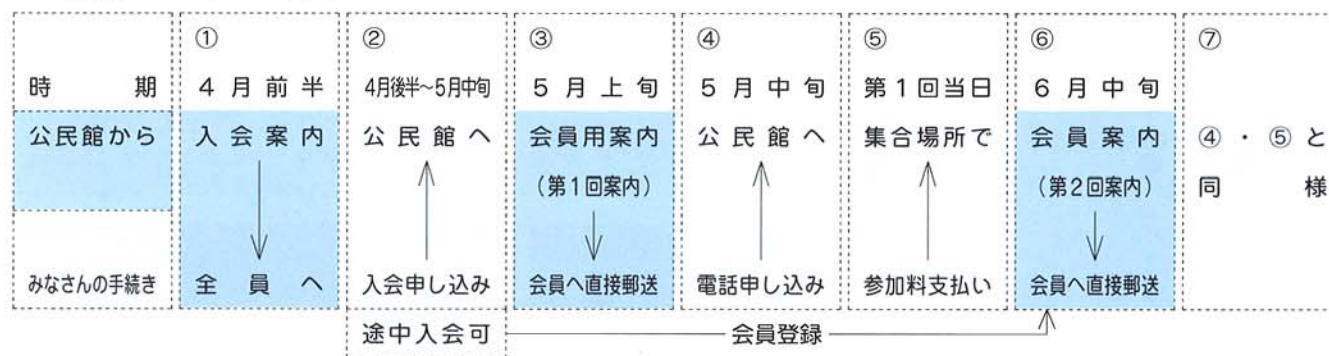 時期
公民館から
みなさんの手続き
①
4月前半
入会案内
全員へ
②
4月後半～5月中旬
公民館へ
入会申し込み
途中入会可
③
5月上旬
会員用案内
（第1回案内）
会員へ直接郵送
④
5月中旬
公民館へ
電話申し込み
⑤
第1回当日
集合場所で
参加料支払い
⑥
6月中旬
会員案内
（第2回案内）
会員へ直接郵送
⑦
④・⑤と
同様
会員登録